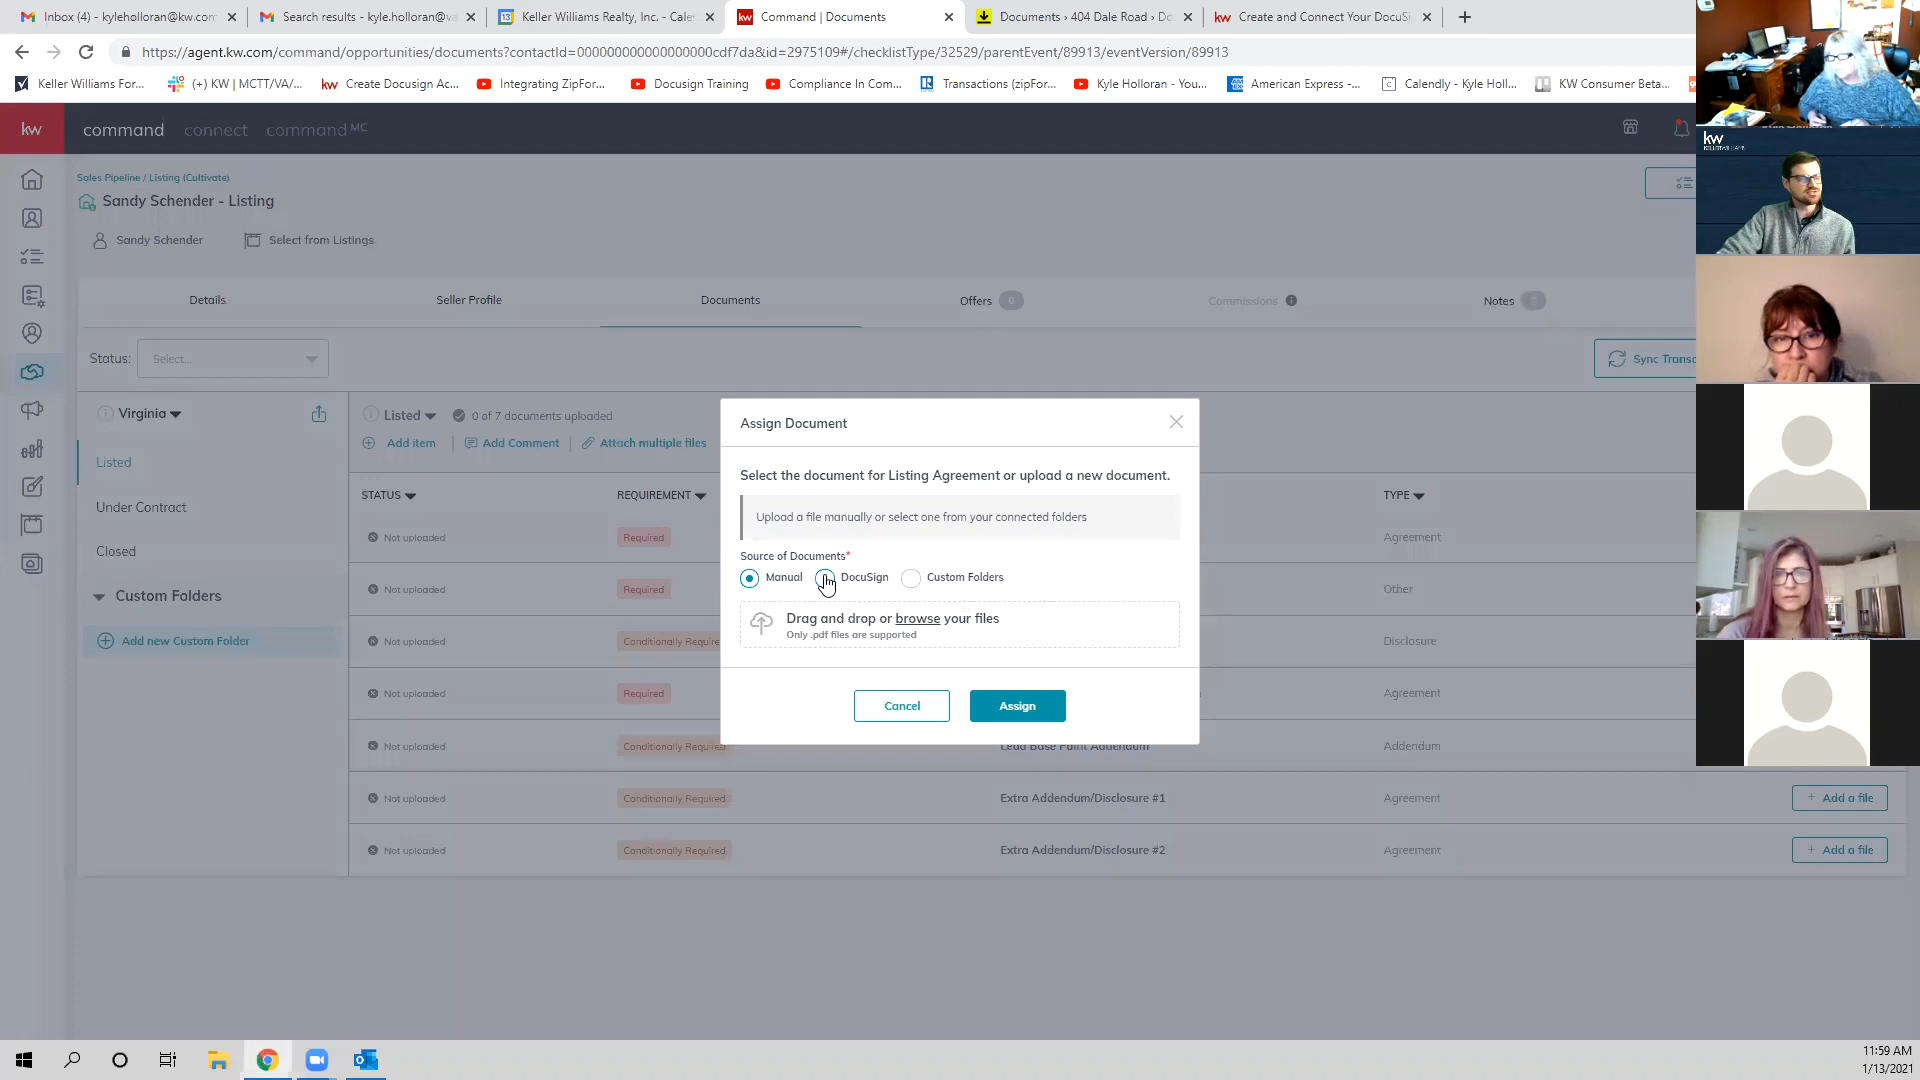 Inbox (4) - kyleholloran@kw.com
Search results - kyle.holloran@va
Keller Williams Realty, Inc. - Cale
Command | Documents
Documents › 404 Dale Road › Do
Create and Connect Your DocuSi
https://agent.kw.com/command/opportunities/documents?contactId=000000000000000000cdf7da&id=2975109#/checklistType/32529/parentEvent/89913/eventVersion/89913
Keller Williams For...
(+) KW | MCTT/VA/...
Create Docusign Ac...
Integrating ZipFor...
Docusign Training
Compliance In Com...
Transactions (zipFor...
Kyle Holloran - You...
American Express -...
Calendly - Kyle Holl...
KW Consumer Beta...
kw command connect command MC
kw
KELLERWILLIAMS
Sales Pipeline / Listing (Cultivate)
Sandy Schender - Listing
Sandy Schender Select from Listings
Details Seller Profile Documents Offers 0 Commissions Notes
Status: Select... Sync Transa
Virginia Listed 0 of 7 documents uploaded
Add item Add Comment Attach multiple files
Listed
Under Contract
Closed
Custom Folders
Add new Custom Folder
STATUS REQUIREMENT TYPE
Not uploaded Required Agreement
Not uploaded Required Other
Not uploaded Conditionally Required Disclosure
Not uploaded Required Agreement
Not uploaded Conditionally Required Lead Base Paint Addendum Addendum
Not uploaded Conditionally Required Extra Addendum/Disclosure #1 Agreement + Add a file
Not uploaded Conditionally Required Extra Addendum/Disclosure #2 Agreement + Add a file
Assign Document
Select the document for Listing Agreement or upload a new document.
Upload a file manually or select one from your connected folders
Source of Documents*
Manual DocuSign Custom Folders
Drag and drop or browse your files
Only .pdf files are supported
Cancel Assign
11:59 AM
1/13/2021